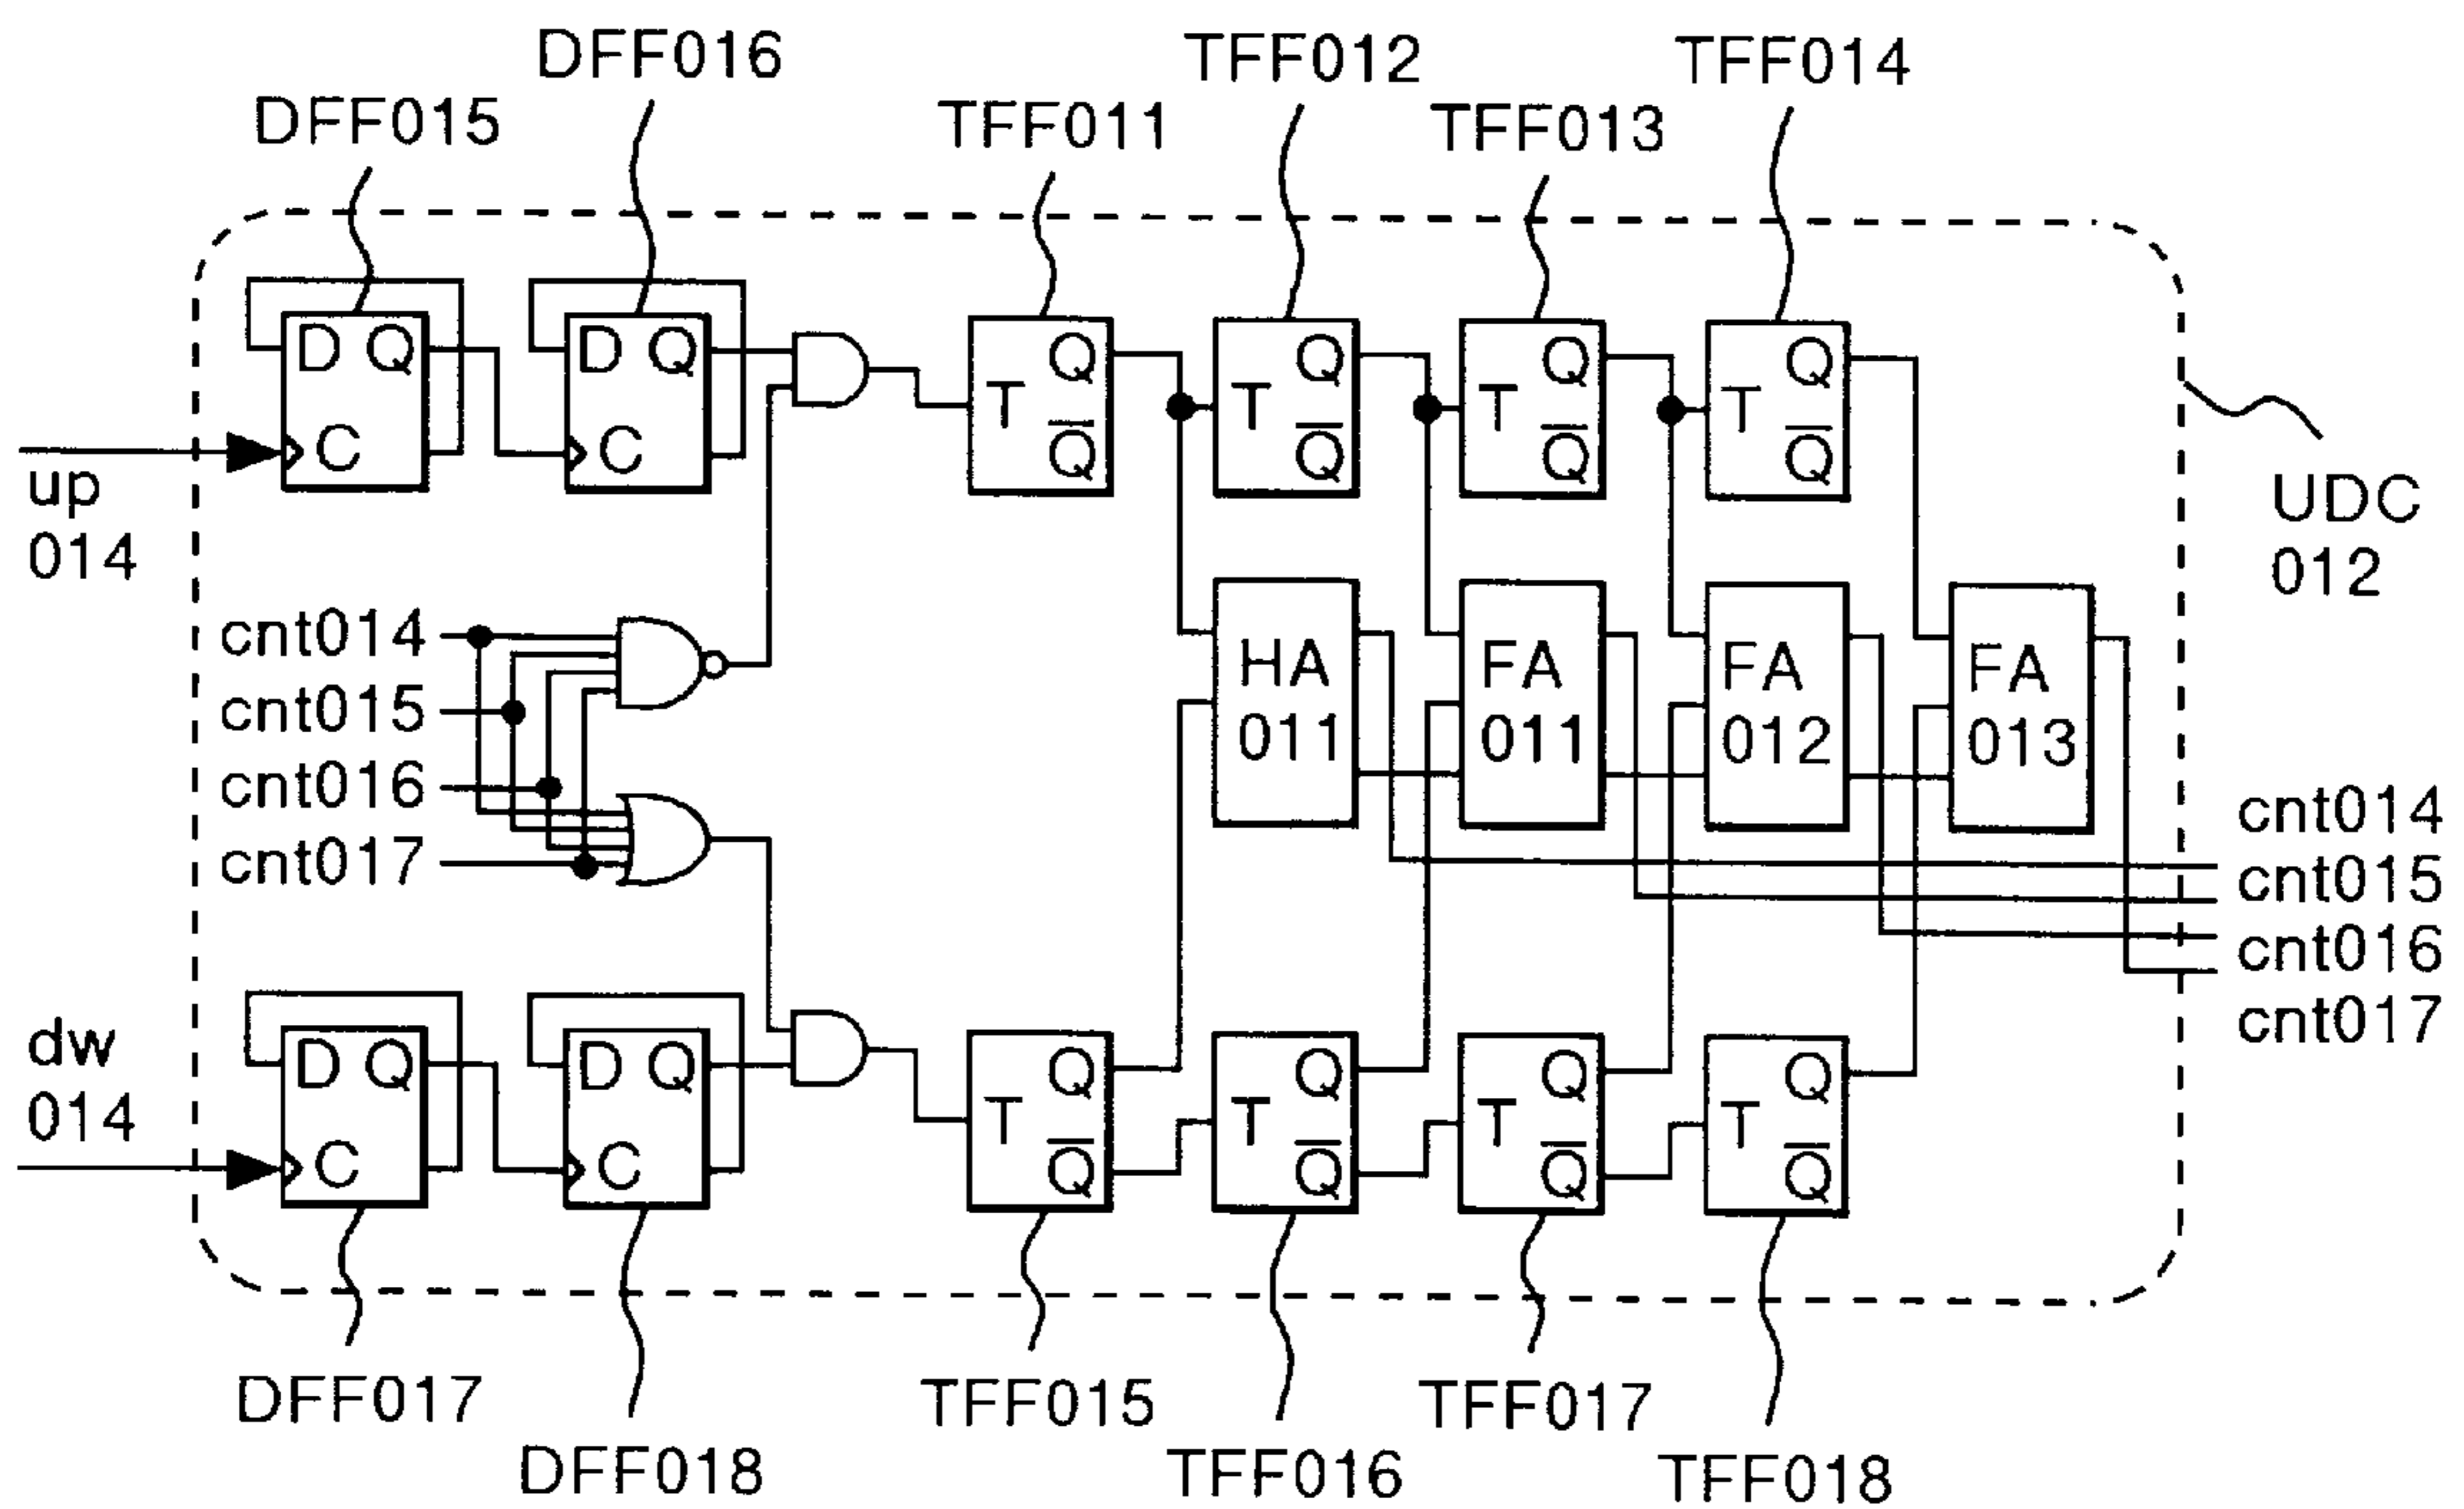 DFF016
TFF012
TFF014
DFF015
TFF011
TFF013
D Q
C
D Q
C
T Q
Q
T Q
Q
T Q
Q
T Q
Q
up
014
UDC
012
cnt014
cnt015
cnt016
cnt017
HA
011
FA
011
FA
012
FA
013
cnt014
cnt015
cnt016
cnt017
dw
014
D Q
C
D Q
C
T Q
Q
T Q
Q
T Q
Q
T Q
Q
DFF017
TFF015
TFF017
DFF018
TFF016
TFF018